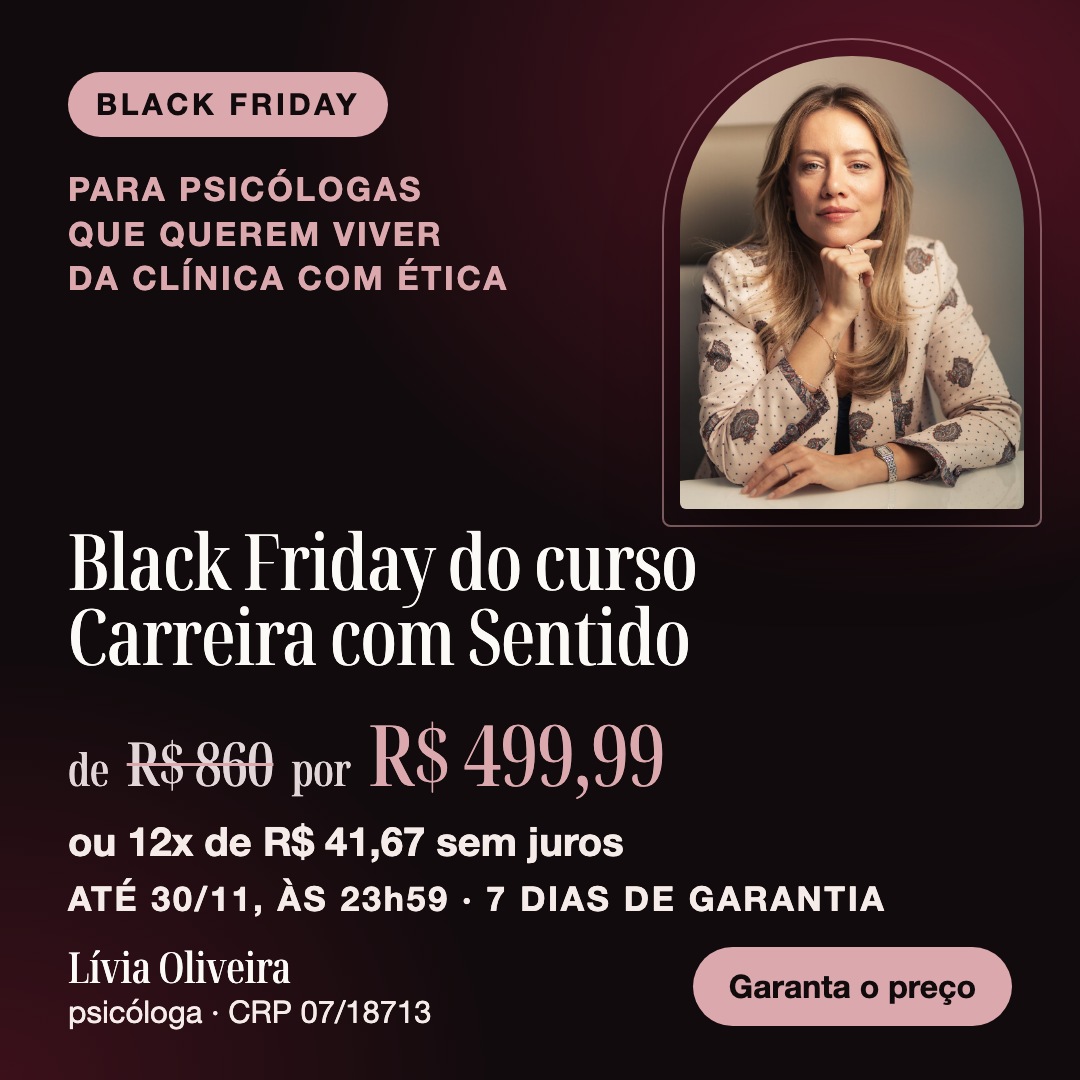 BLACK FRIDAY
PARA PSICÓLOGAS
QUE QUEREM VIVER
DA CLÍNICA COM ÉTICA
Black Friday do curso
Carreira com Sentido
de R$ 860 por R$ 499,99
ou 12x de R$ 41,67 sem juros
ATÉ 30/11, ÀS 23h59 · 7 DIAS DE GARANTIA
Lívia Oliveira
psicóloga · CRP 07/18713
Garanta o preço